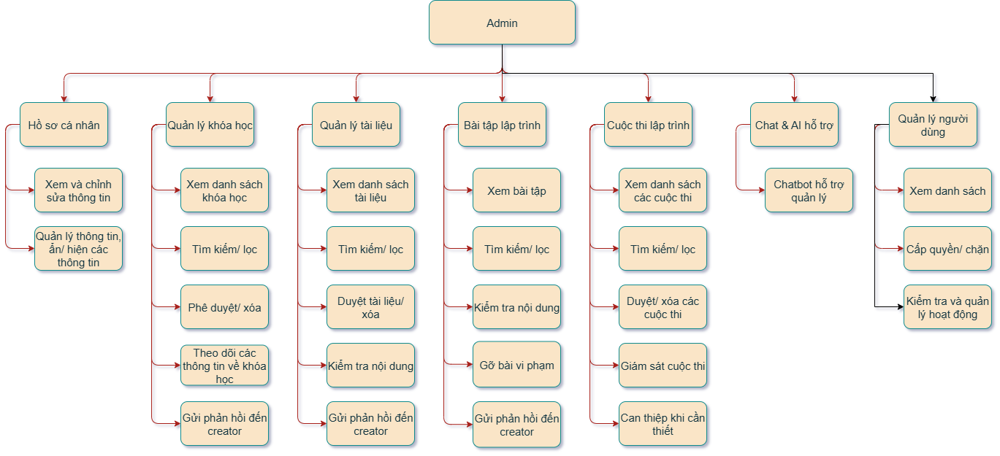 Admin
Hồ sơ cá nhân
Xem và chỉnh
sửa thông tin
Quản lý thông tin,
ẩn/ hiện các
thông tin
Quản lý khóa học
Xem danh sách
khóa học
Tìm kiếm/ lọc
Phê duyệt/ xóa
Theo dõi các
thông tin về khóa
học
Gửi phản hồi đến
creator
Quản lý tài liệu
Xem danh sách
tài liệu
Tìm kiếm/ lọc
Duyệt tài liệu/
xóa
Kiểm tra nội dung
Gửi phản hồi đến
creator
Bài tập lập trình
Xem bài tập
Tìm kiếm/ lọc
Kiểm tra nội dung
Gỡ bài vi phạm
Gửi phản hồi đến
creator
Cuộc thi lập trình
Xem danh sách
các cuộc thi
Tìm kiếm/ lọc
Duyệt/ xóa các
cuộc thi
Giám sát cuộc thi
Can thiệp khi cần
thiết
Chat & AI hỗ trợ
Chatbot hỗ trợ
quản lý
Quản lý người
dùng
Xem danh sách
Cấp quyền/ chặn
Kiểm tra và quản
lý hoạt động